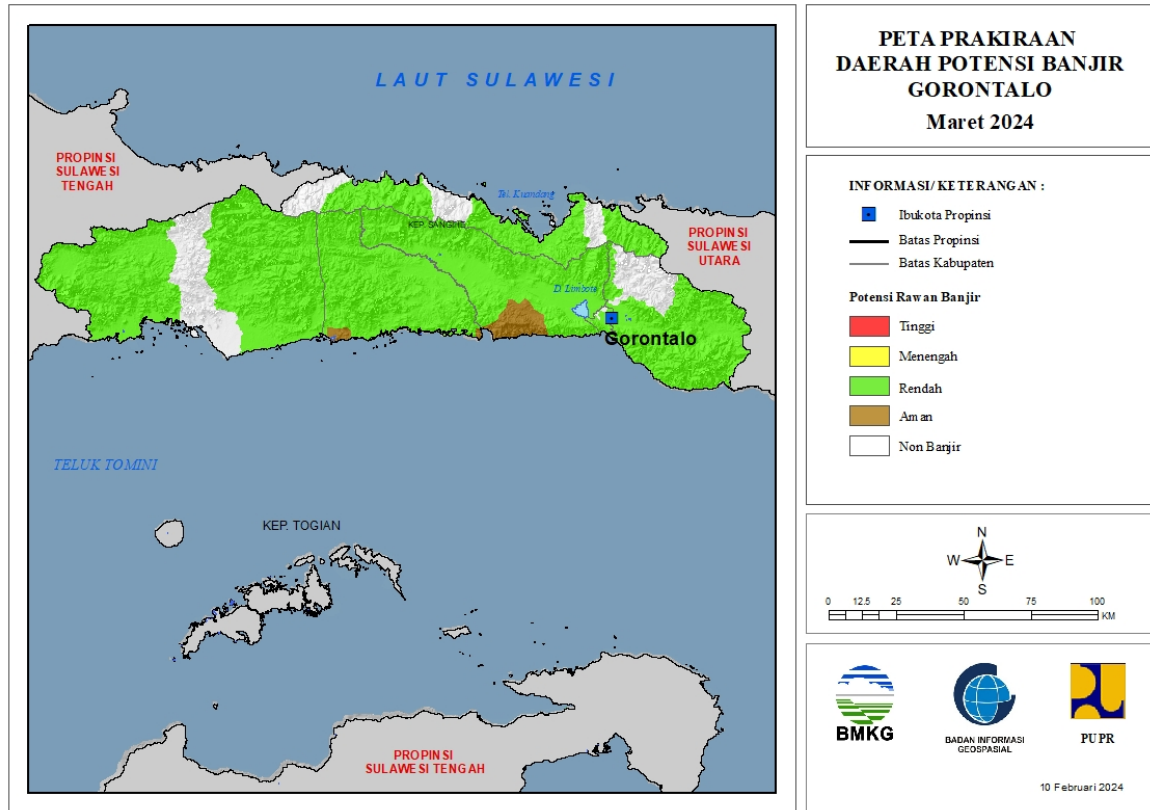 LAUT SULAWESI
PROPINSI
SULAWESI
TENGAH
Tel. Kuandang
KEP. SANGIHE
PROPINSI
SULAWESI
UTARA
D. Limboto
Gorontalo
TELUK TOMINI
KEP. TOGIAN
PROPINSI
SULAWESI TENGAH
PETA PRAKIRAAN
DAERAH POTENSI BANJIR
GORONTALO
Maret 2024
INFORMASI/ KETERANGAN :
Ibukota Propinsi
Batas Propinsi
Batas Kabupaten
Potensi Rawan Banjir
Tinggi
Menengah
Rendah
Aman
Non Banjir
N
W E
S
0 12.5 25 50 75 100
KM
BMKG
BADAN INFORMASI
GEOSPASIAL
PUPR
10 Februari 2024